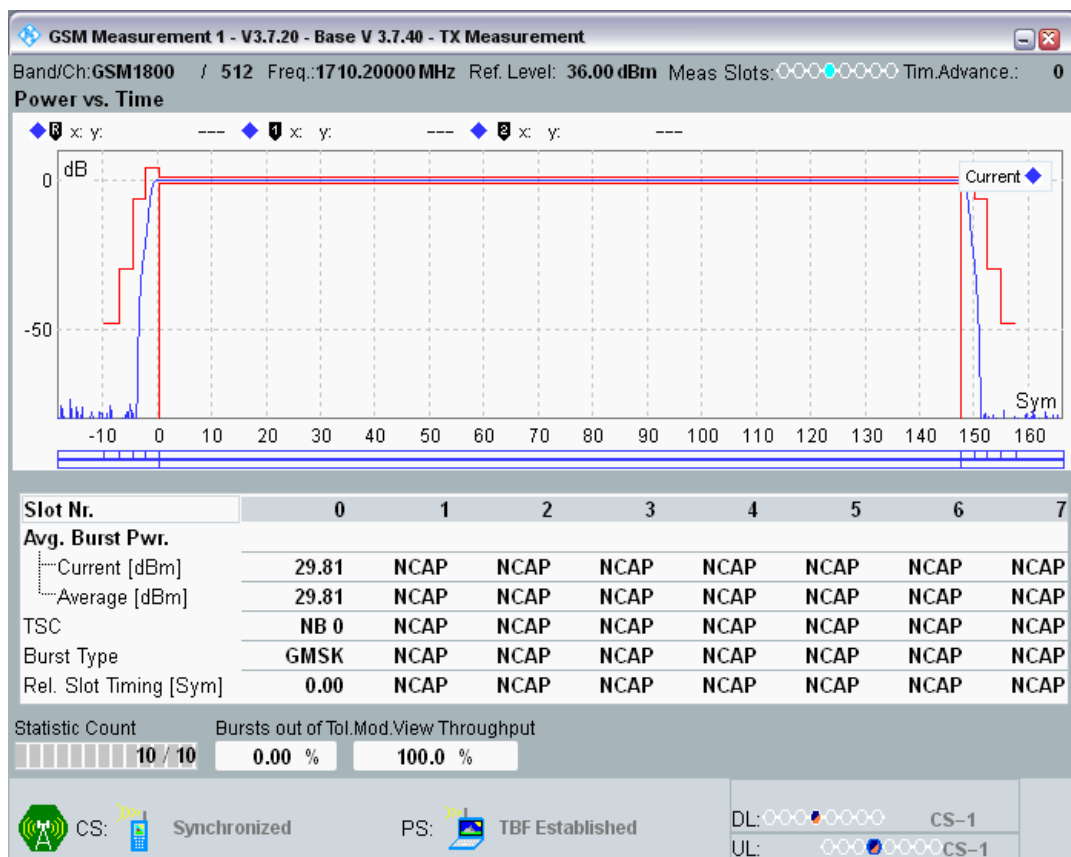 GSM Measurement 1 - V3.7.20 - Base V 3.7.40 - TX Measurement
Band/Ch:GSM1800 / 512 Freq.:1710.20000 MHz Ref. Level: 36.00 dBm Meas Slots: Tim.Advance.: 0
Power vs. Time
R x: y: --- 1 x: y: --- 2 x: y: ---
dB
Current
0
-50
Sym
-10 0 10 20 30 40 50 60 70 80 90 100 110 120 130 140 150 160
Slot Nr. 0 1 2 3 4 5 6 7
Avg. Burst Pwr.
Current [dBm] 29.81 NCAP NCAP NCAP NCAP NCAP NCAP NCAP
Average [dBm] 29.81 NCAP NCAP NCAP NCAP NCAP NCAP NCAP
TSC NB 0 NCAP NCAP NCAP NCAP NCAP NCAP NCAP
Burst Type GMSK NCAP NCAP NCAP NCAP NCAP NCAP NCAP
Rel. Slot Timing [Sym] 0.00 NCAP NCAP NCAP NCAP NCAP NCAP NCAP
Statistic Count Bursts out of Tol.Mod.View Throughput
10 / 10 0.00 % 100.0 %
CS: Synchronized PS: TBF Established
DL: CS-1
UL: CS-1